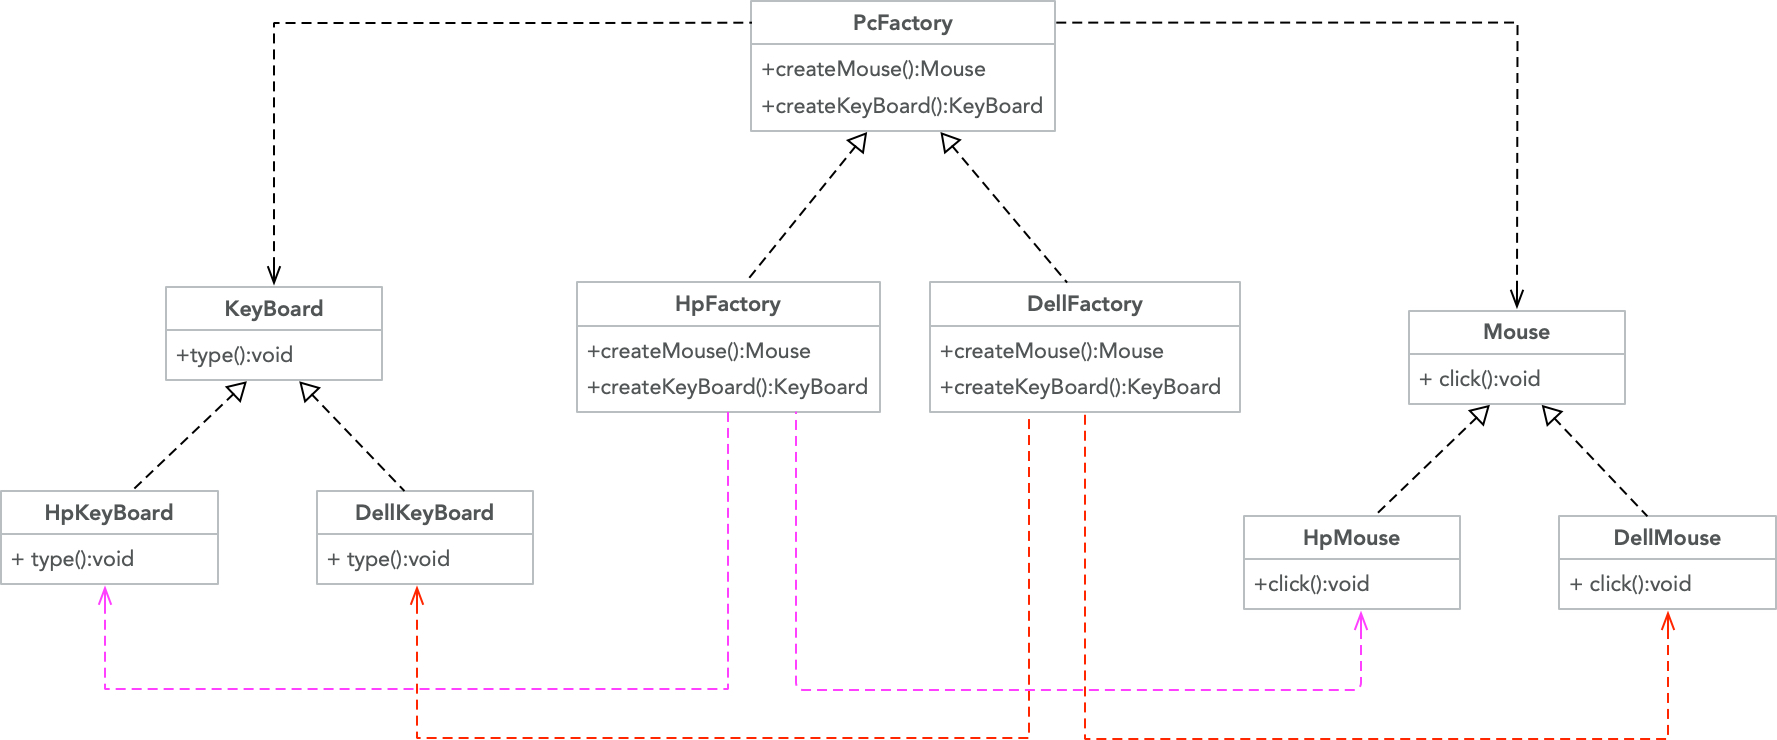 PcFactory
+createMouse():Mouse
+createKeyBoard():KeyBoard
KeyBoard
+type():void
HpFactory
+createMouse():Mouse
+createKeyBoard():KeyBoard
DellFactory
+createMouse():Mouse
+createKeyBoard():KeyBoard
Mouse
+ click():void
HpKeyBoard
+ type():void
DellKeyBoard
+ type():void
HpMouse
+click():void
DellMouse
+ click():void